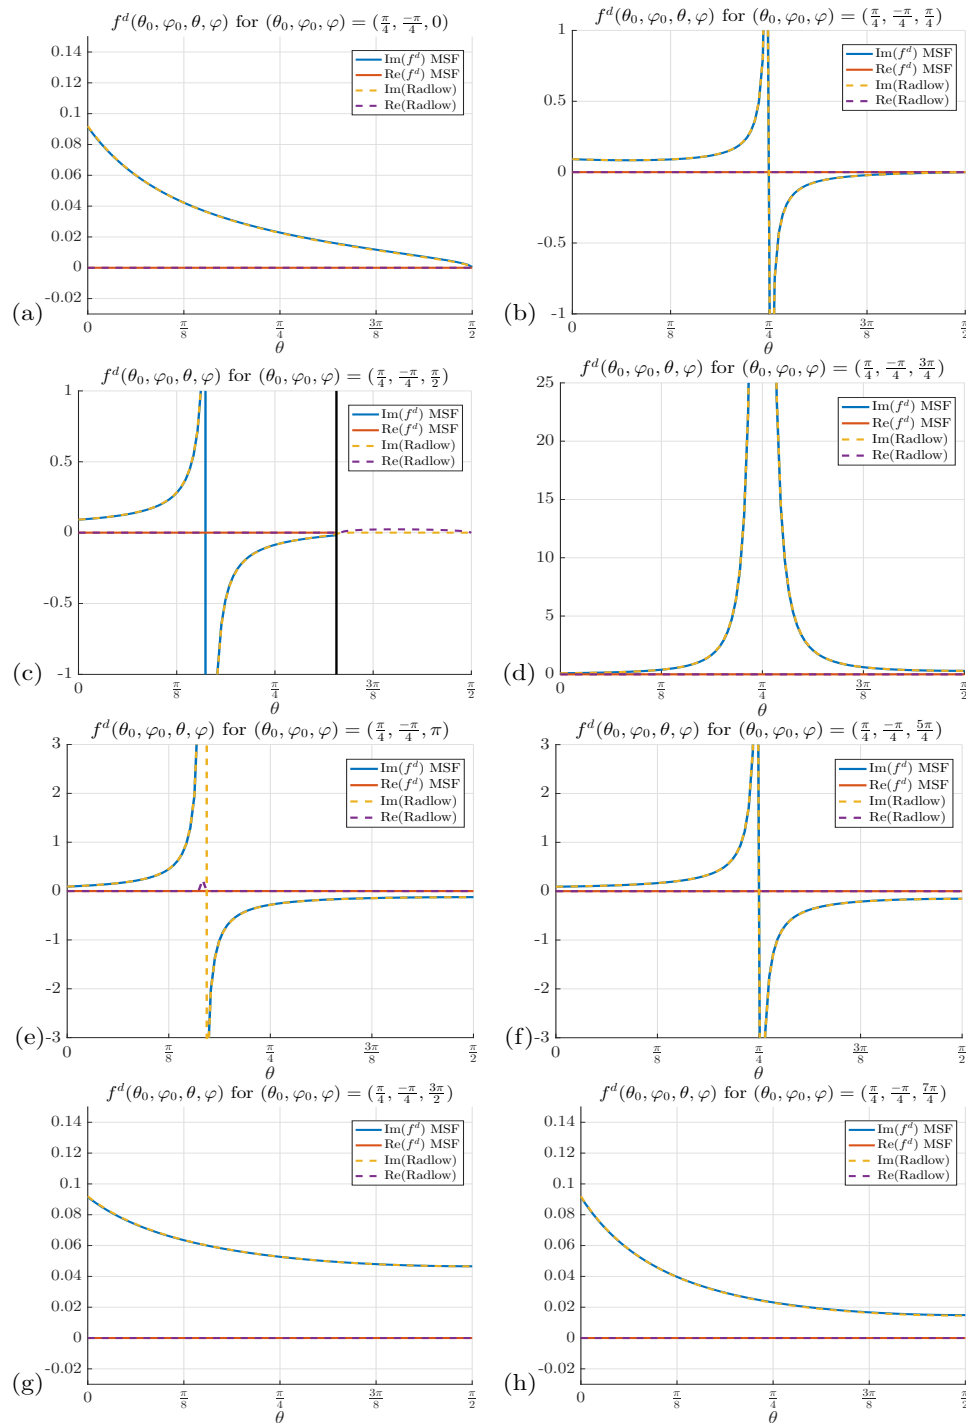 f^d(θ₀, φ₀, θ, φ) for (θ₀, φ₀, φ) = (π/4, -π/4, 0)
0.14
0.12
0.1
0.08
0.06
0.04
0.02
0
-0.02
Im(f^d) MSF
Re(f^d) MSF
Im(Radlow)
Re(Radlow)
0 π/8 π/4 3π/8 π/2
θ
(a)
f^d(θ₀, φ₀, θ, φ) for (θ₀, φ₀, φ) = (π/4, -π/4, π/4)
1
0.5
0
-0.5
-1
Im(f^d) MSF
Re(f^d) MSF
Im(Radlow)
Re(Radlow)
0 π/8 π/4 3π/8 π/2
θ
(b)
f^d(θ₀, φ₀, θ, φ) for (θ₀, φ₀, φ) = (π/4, -π/4, π/2)
1
0.5
0
-0.5
-1
Im(f^d) MSF
Re(f^d) MSF
Im(Radlow)
Re(Radlow)
0 π/8 π/4 3π/8 π/2
θ
(c)
f^d(θ₀, φ₀, θ, φ) for (θ₀, φ₀, φ) = (π/4, -π/4, 3π/4)
25
20
15
10
5
0
Im(f^d) MSF
Re(f^d) MSF
Im(Radlow)
Re(Radlow)
0 π/8 π/4 3π/8 π/2
θ
(d)
f^d(θ₀, φ₀, θ, φ) for (θ₀, φ₀, φ) = (π/4, -π/4, π)
3
2
1
0
-1
-2
-3
Im(f^d) MSF
Re(f^d) MSF
Im(Radlow)
Re(Radlow)
0 π/8 π/4 3π/8 π/2
θ
(e)
f^d(θ₀, φ₀, θ, φ) for (θ₀, φ₀, φ) = (π/4, -π/4, 5π/4)
3
2
1
0
-1
-2
-3
Im(f^d) MSF
Re(f^d) MSF
Im(Radlow)
Re(Radlow)
0 π/8 π/4 3π/8 π/2
θ
(f)
f^d(θ₀, φ₀, θ, φ) for (θ₀, φ₀, φ) = (π/4, -π/4, 3π/2)
0.14
0.12
0.1
0.08
0.06
0.04
0.02
0
-0.02
Im(f^d) MSF
Re(f^d) MSF
Im(Radlow)
Re(Radlow)
0 π/8 π/4 3π/8 π/2
θ
(g)
f^d(θ₀, φ₀, θ, φ) for (θ₀, φ₀, φ) = (π/4, -π/4, 7π/4)
0.14
0.12
0.1
0.08
0.06
0.04
0.02
0
-0.02
Im(f^d) MSF
Re(f^d) MSF
Im(Radlow)
Re(Radlow)
0 π/8 π/4 3π/8 π/2
θ
(h)